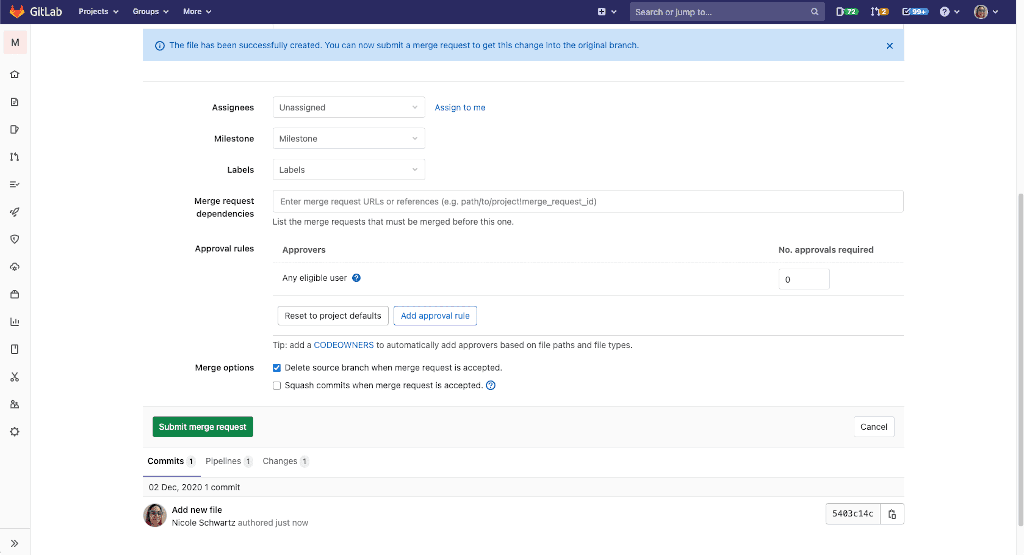 GitLab Projects Groups More Search or jump to... 72 2 99+
M
The file has been successfully created. You can now submit a merge request to get this change into the original branch.
Assignees Unassigned Assign to me
Milestone Milestone
Labels Labels
Merge request dependencies Enter merge request URLs or references (e.g. path/to/project!merge_request_id)
List the merge requests that must be merged before this one.
Approval rules Approvers No. approvals required
Any eligible user 0
Reset to project defaults Add approval rule
Tip: add a CODEOWNERS to automatically add approvers based on file paths and file types.
Merge options Delete source branch when merge request is accepted.
Squash commits when merge request is accepted.
Submit merge request Cancel
Commits 1 Pipelines 1 Changes 1
02 Dec, 2020 1 commit
Add new file
Nicole Schwartz authored just now 5403c14c